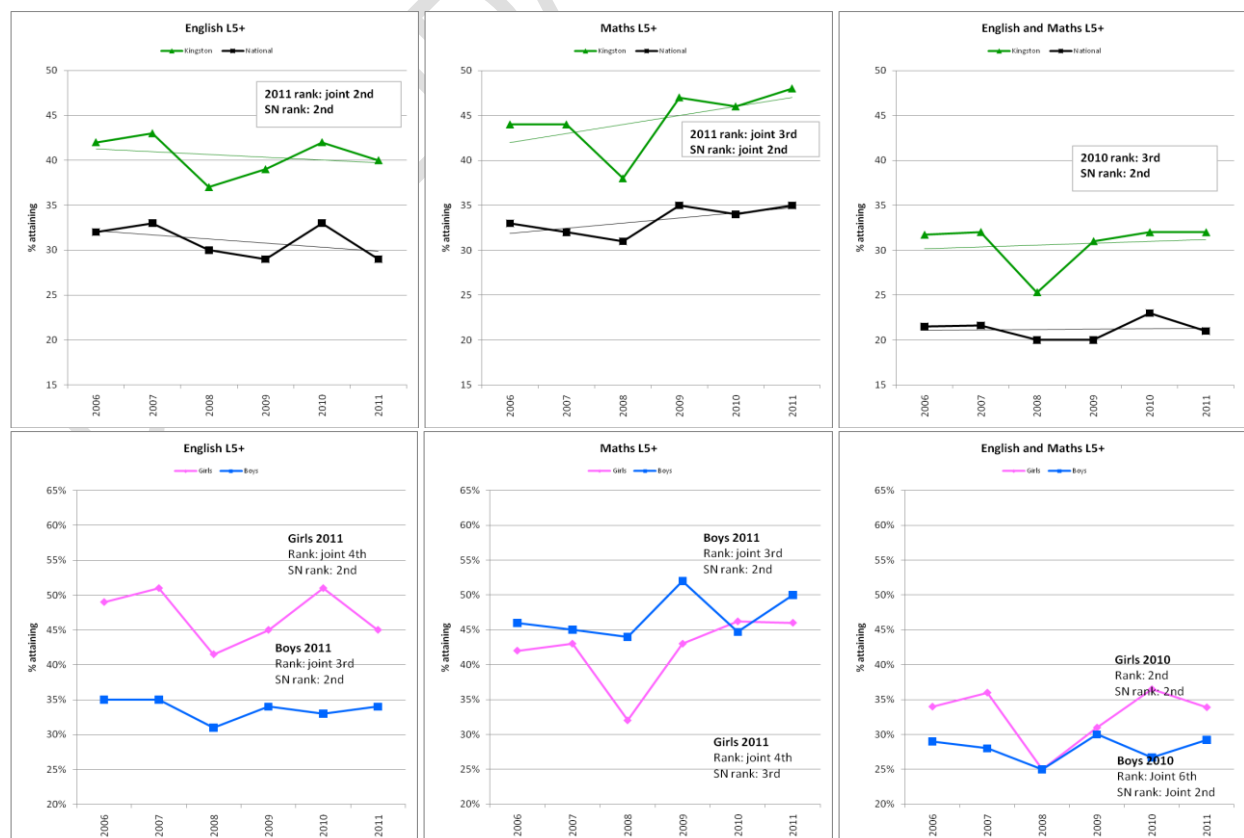 English L5+
Kingston National
2011 rank: joint 2nd
SN rank: 2nd
% attaining
50
45
40
35
30
25
20
15
2006 2007 2008 2009 2010 2011
Maths L5+
Kingston National
2011 rank: joint 3rd
SN rank: joint 2nd
% attaining
50
45
40
35
30
25
20
15
2006 2007 2008 2009 2010 2011
English and Maths L5+
Kingston National
2010 rank: 3rd
SN rank: 2nd
% attaining
50
45
40
35
30
25
20
15
2006 2007 2008 2009 2010 2011
English L5+
Girls Boys
Girls 2011
Rank: joint 4th
SN rank: 2nd
Boys 2011
Rank: joint 3rd
SN rank: 2nd
% attaining
65%
60%
55%
50%
45%
40%
35%
30%
25%
20%
2006 2007 2008 2009 2010 2011
Maths L5+
Girls Boys
Boys 2011
Rank: joint 3rd
SN rank: 2nd
Girls 2011
Rank: joint 4th
SN rank: 3rd
% attaining
65%
60%
55%
50%
45%
40%
35%
30%
25%
20%
2006 2007 2008 2009 2010 2011
English and Maths L5+
Girls Boys
Girls 2010
Rank: 2nd
SN rank: 2nd
Boys 2010
Rank: Joint 6th
SN rank: Joint 2nd
% attaining
65%
60%
55%
50%
45%
40%
35%
30%
25%
20%
2006 2007 2008 2009 2010 2011